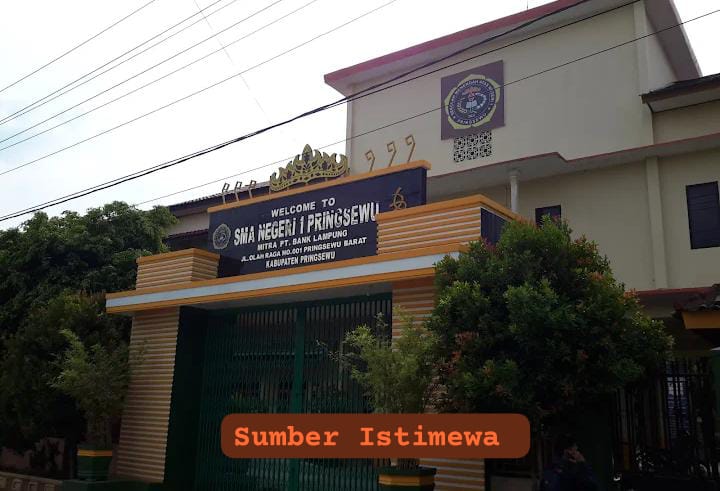 WELCOME TO
SMA NEGERI 1 PRINGSEWU
MITRA PT. BANK LAMPUNG
JL. OLAH RAGA NO.001 PRINGSEWU BARAT
KABUPATEN PRINGSEWU
Sumber Istimewa